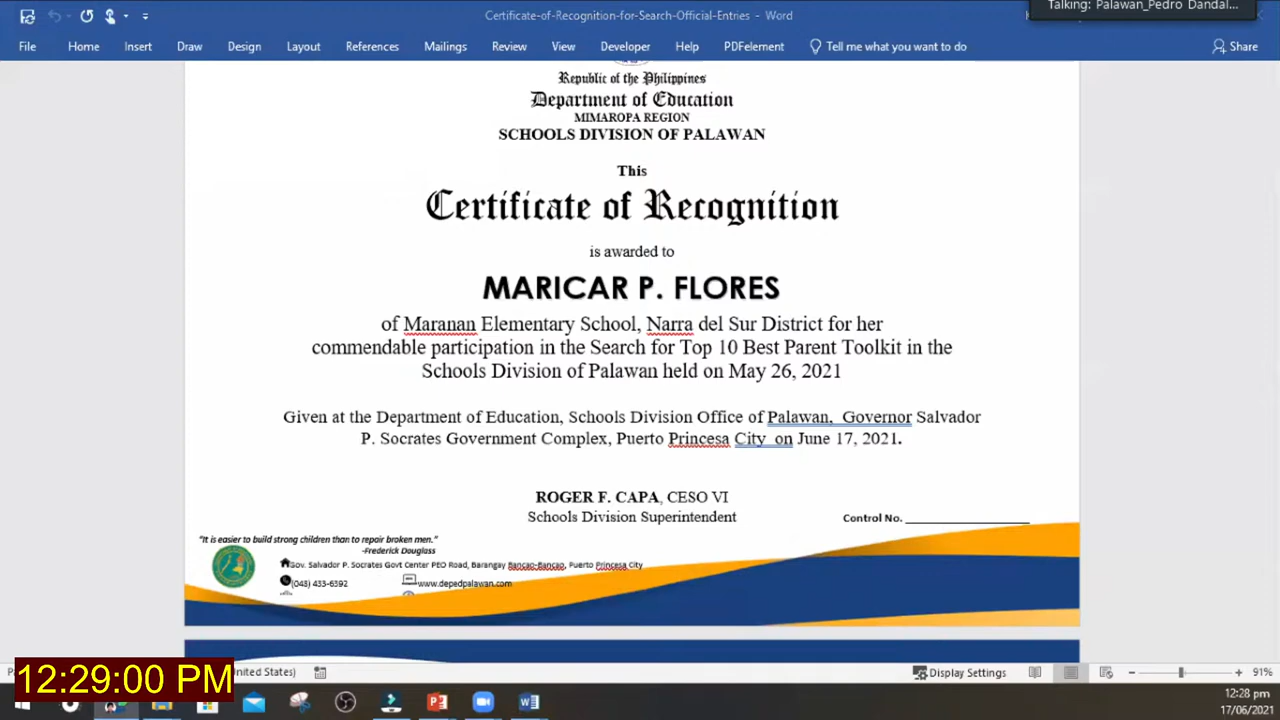 Talking: Palawan_Pedro Dandal...
Certificate-of-Recognition-for-Search-Official-Entries - Word
File Home Insert Draw Design Layout References Mailings Review View Developer Help PDFelement Tell me what you want to do Share
Republic of the Philippines
Department of Education
MIMAROPA REGION
SCHOOLS DIVISION OF PALAWAN
This
Certificate of Recognition
is awarded to
MARICAR P. FLORES
of Maranan Elementary School, Narra del Sur District for her
commendable participation in the Search for Top 10 Best Parent Toolkit in the
Schools Division of Palawan held on May 26, 2021
Given at the Department of Education, Schools Division Office of Palawan, Governor Salvador
P. Socrates Government Complex, Puerto Princesa City on June 17, 2021.
ROGER F. CAPA, CESO VI
Schools Division Superintendent
Control No. ____________
"It is easier to build strong children than to repair broken men."
-Frederick Douglass
Gov. Salvador P. Socrates Govt Center PEO Road, Barangay Bancao-Bancao, Puerto Princesa City
(048) 433-6392
www.depedpalawan.com
United States)
Display Settings
91%
12:29:00 PM
12:28 pm
17/06/2021